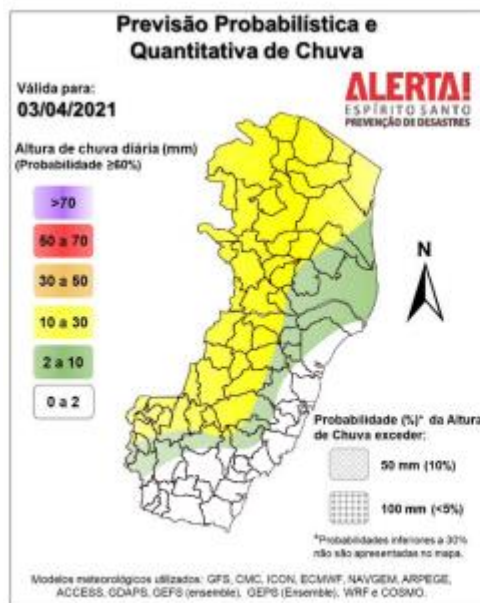 Previsão Probabilística e
Quantitativa de Chuva
Válida para:
03/04/2021
ALERTA!
ESPÍRITO SANTO
PREVENÇÃO DE DESASTRES
Altura de chuva diária (mm)
(Probabilidade ≥60%)
>70
50 a 70
30 a 50
10 a 30
2 a 10
0 a 2
N
Probabilidade (%)* da Altura
de Chuva exceder:
50 mm (10%)
100 mm (<5%)
*Probabilidades inferiores a 30%
não são apresentadas no mapa.
Modelos meteorológicos utilizados: GFS, CMC, ICON, ECMWF, NAVGEM, ARPEGE,
ACCESS, GDAPS, GEFS (ensemble), GEPS (Ensemble), WRF e COSMO.